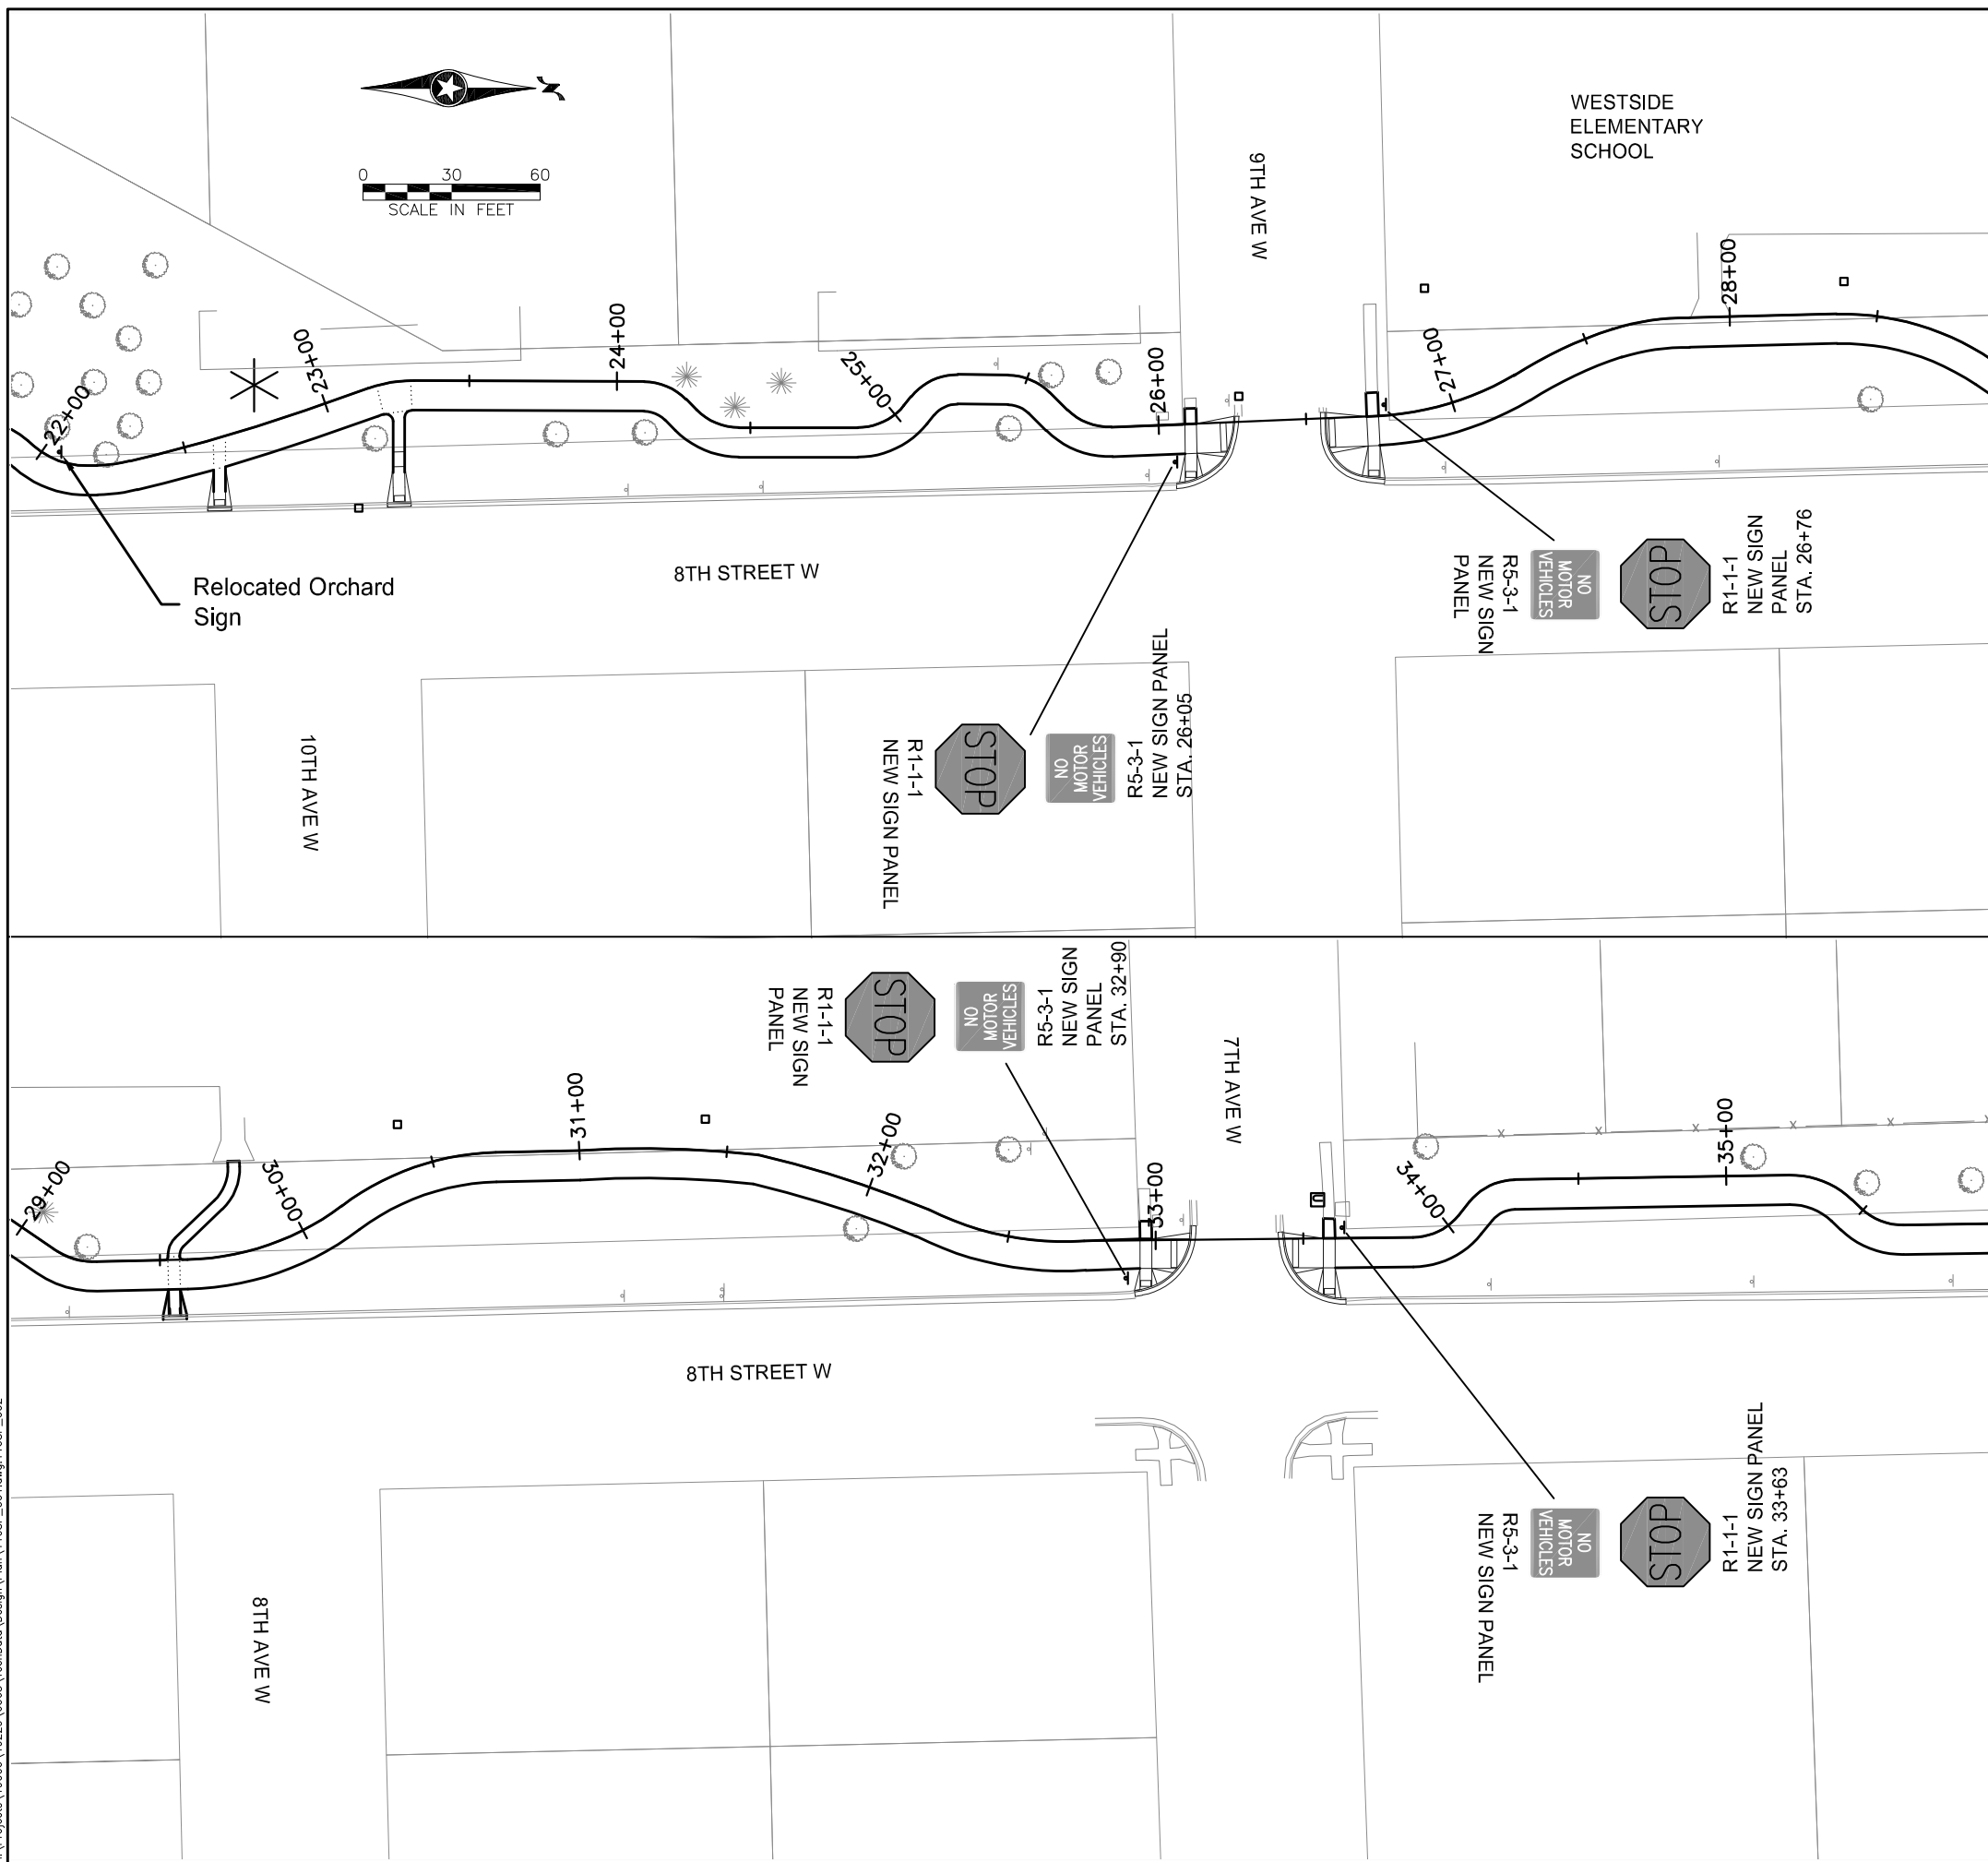 WESTSIDE
ELEMENTARY
SCHOOL
N
0 30 60
SCALE IN FEET
9TH AVE W
22+00
23+00
24+00
25+00
26+00
27+00
28+00
Relocated Orchard
Sign
8TH STREET W
10TH AVE W
R1-1-1
NEW SIGN PANEL
STOP
NO
MOTOR
VEHICLES
R5-3-1
NEW SIGN PANEL
STA. 26+05
R5-3-1
NEW SIGN
PANEL
NO
MOTOR
VEHICLES
STOP
R1-1-1
NEW SIGN
PANEL
STA. 26+76
R1-1-1
NEW SIGN
PANEL
STOP
NO
MOTOR
VEHICLES
R5-3-1
NEW SIGN
PANEL
STA. 32+90
7TH AVE W
29+00
30+00
31+00
32+00
33+00
34+00
35+00
8TH STREET W
8TH AVE W
R5-3-1
NEW SIGN PANEL
NO
MOTOR
VEHICLES
STOP
R1-1-1
NEW SIGN PANEL
STA. 33+63